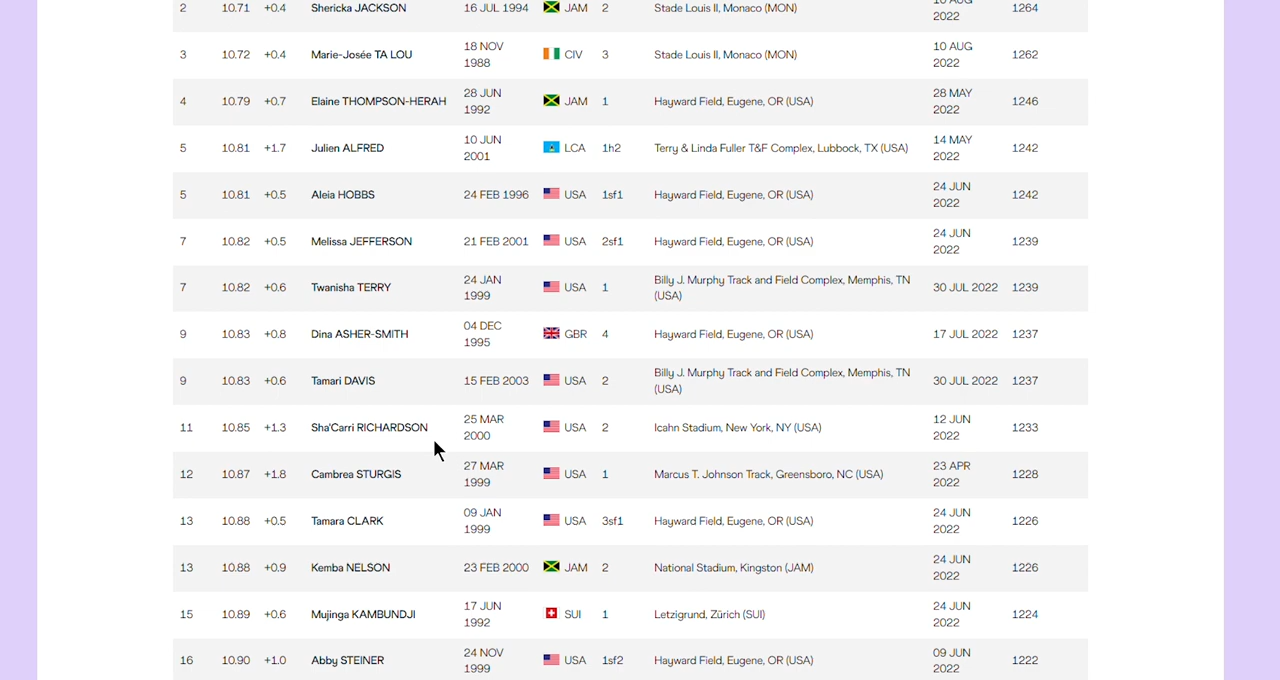 2 10.71 +0.4 Shericka JACKSON 16 JUL 1994 JAM 2 Stade Louis II, Monaco (MON) 10 AUG 2022 1264
3 10.72 +0.4 Marie-Josée TA LOU 18 NOV 1988 CIV 3 Stade Louis II, Monaco (MON) 10 AUG 2022 1262
4 10.79 +0.7 Elaine THOMPSON-HERAH 28 JUN 1992 JAM 1 Hayward Field, Eugene, OR (USA) 28 MAY 2022 1246
5 10.81 +1.7 Julien ALFRED 10 JUN 2001 LCA 1h2 Terry & Linda Fuller T&F Complex, Lubbock, TX (USA) 14 MAY 2022 1242
5 10.81 +0.5 Aleia HOBBS 24 FEB 1996 USA 1sf1 Hayward Field, Eugene, OR (USA) 24 JUN 2022 1242
7 10.82 +0.5 Melissa JEFFERSON 21 FEB 2001 USA 2sf1 Hayward Field, Eugene, OR (USA) 24 JUN 2022 1239
7 10.82 +0.6 Twanisha TERRY 24 JAN 1999 USA 1 Billy J. Murphy Track and Field Complex, Memphis, TN (USA) 30 JUL 2022 1239
9 10.83 +0.8 Dina ASHER-SMITH 04 DEC 1995 GBR 4 Hayward Field, Eugene, OR (USA) 17 JUL 2022 1237
9 10.83 +0.6 Tamari DAVIS 15 FEB 2003 USA 2 Billy J. Murphy Track and Field Complex, Memphis, TN (USA) 30 JUL 2022 1237
11 10.85 +1.3 Sha'Carri RICHARDSON 25 MAR 2000 USA 2 Icahn Stadium, New York, NY (USA) 12 JUN 2022 1233
12 10.87 +1.8 Cambrea STURGIS 27 MAR 1999 USA 1 Marcus T. Johnson Track, Greensboro, NC (USA) 23 APR 2022 1228
13 10.88 +0.5 Tamara CLARK 09 JAN 1999 USA 3sf1 Hayward Field, Eugene, OR (USA) 24 JUN 2022 1226
13 10.88 +0.9 Kemba NELSON 23 FEB 2000 JAM 2 National Stadium, Kingston (JAM) 24 JUN 2022 1226
15 10.89 +0.6 Mujinga KAMBUNDJI 17 JUN 1992 SUI 1 Letzigrund, Zürich (SUI) 24 JUN 2022 1224
16 10.90 +1.0 Abby STEINER 24 NOV 1999 USA 1sf2 Hayward Field, Eugene, OR (USA) 09 JUN 2022 1222